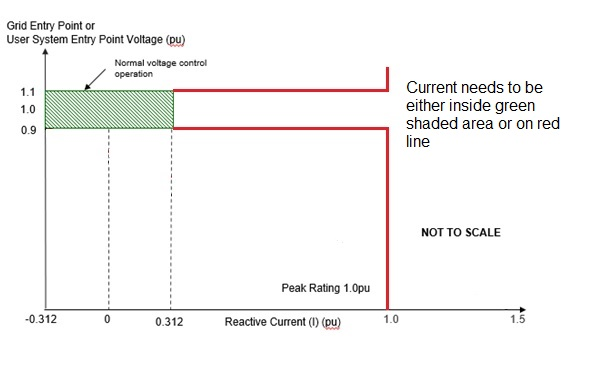 Grid Entry Point or
User System Entry Point Voltage (pu)
Normal voltage control
operation
1.1
1.0
0.9
Current needs to be
either inside green
shaded area or on red
line
NOT TO SCALE
Peak Rating 1.0pu
-0.312
0
0.312
Reactive Current (I) (pu)
1.0
1.5